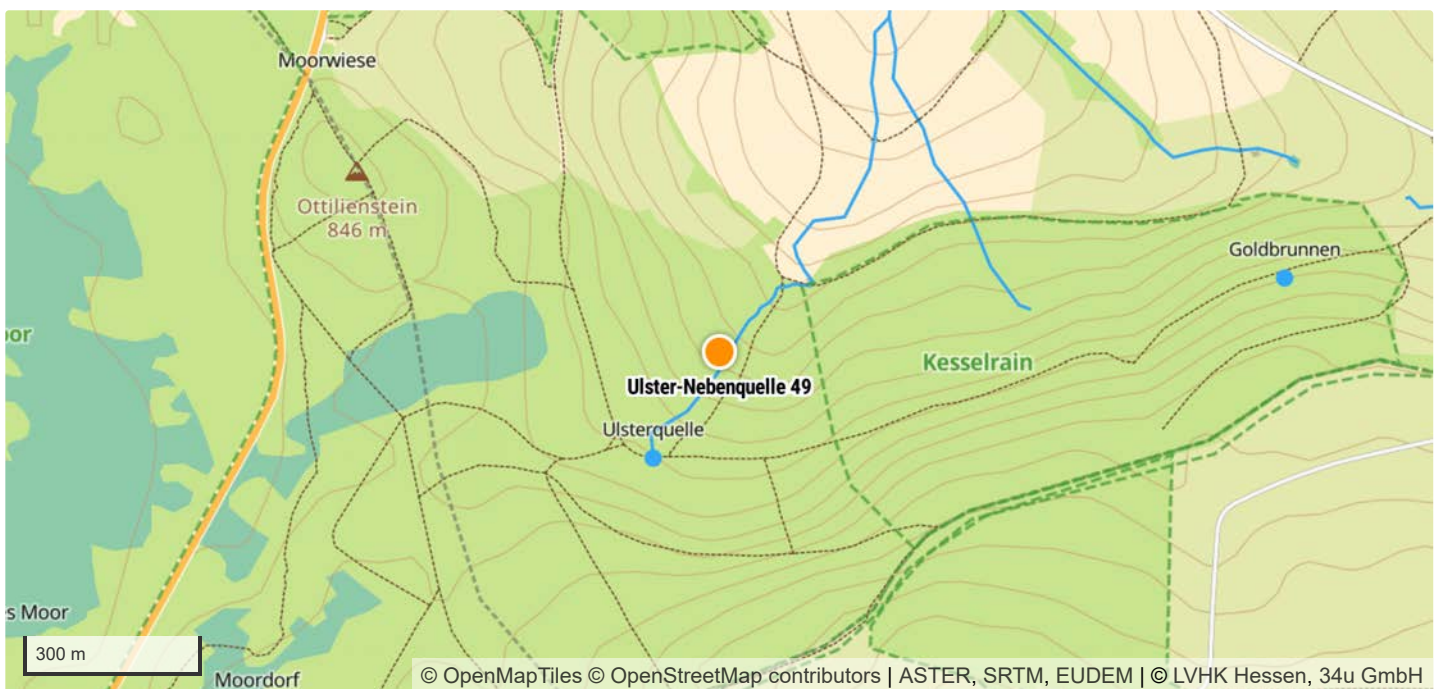 Moorwiese
Ottilienstein
846 m
Goldbrunnen
oor
Kesselrain
Ulster-Nebenquelle 49
Ulsterquelle
s Moor
300 m
Moordorf
© OpenMapTiles © OpenStreetMap contributors | ASTER, SRTM, EUDEM | © LVHK Hessen, 34u GmbH